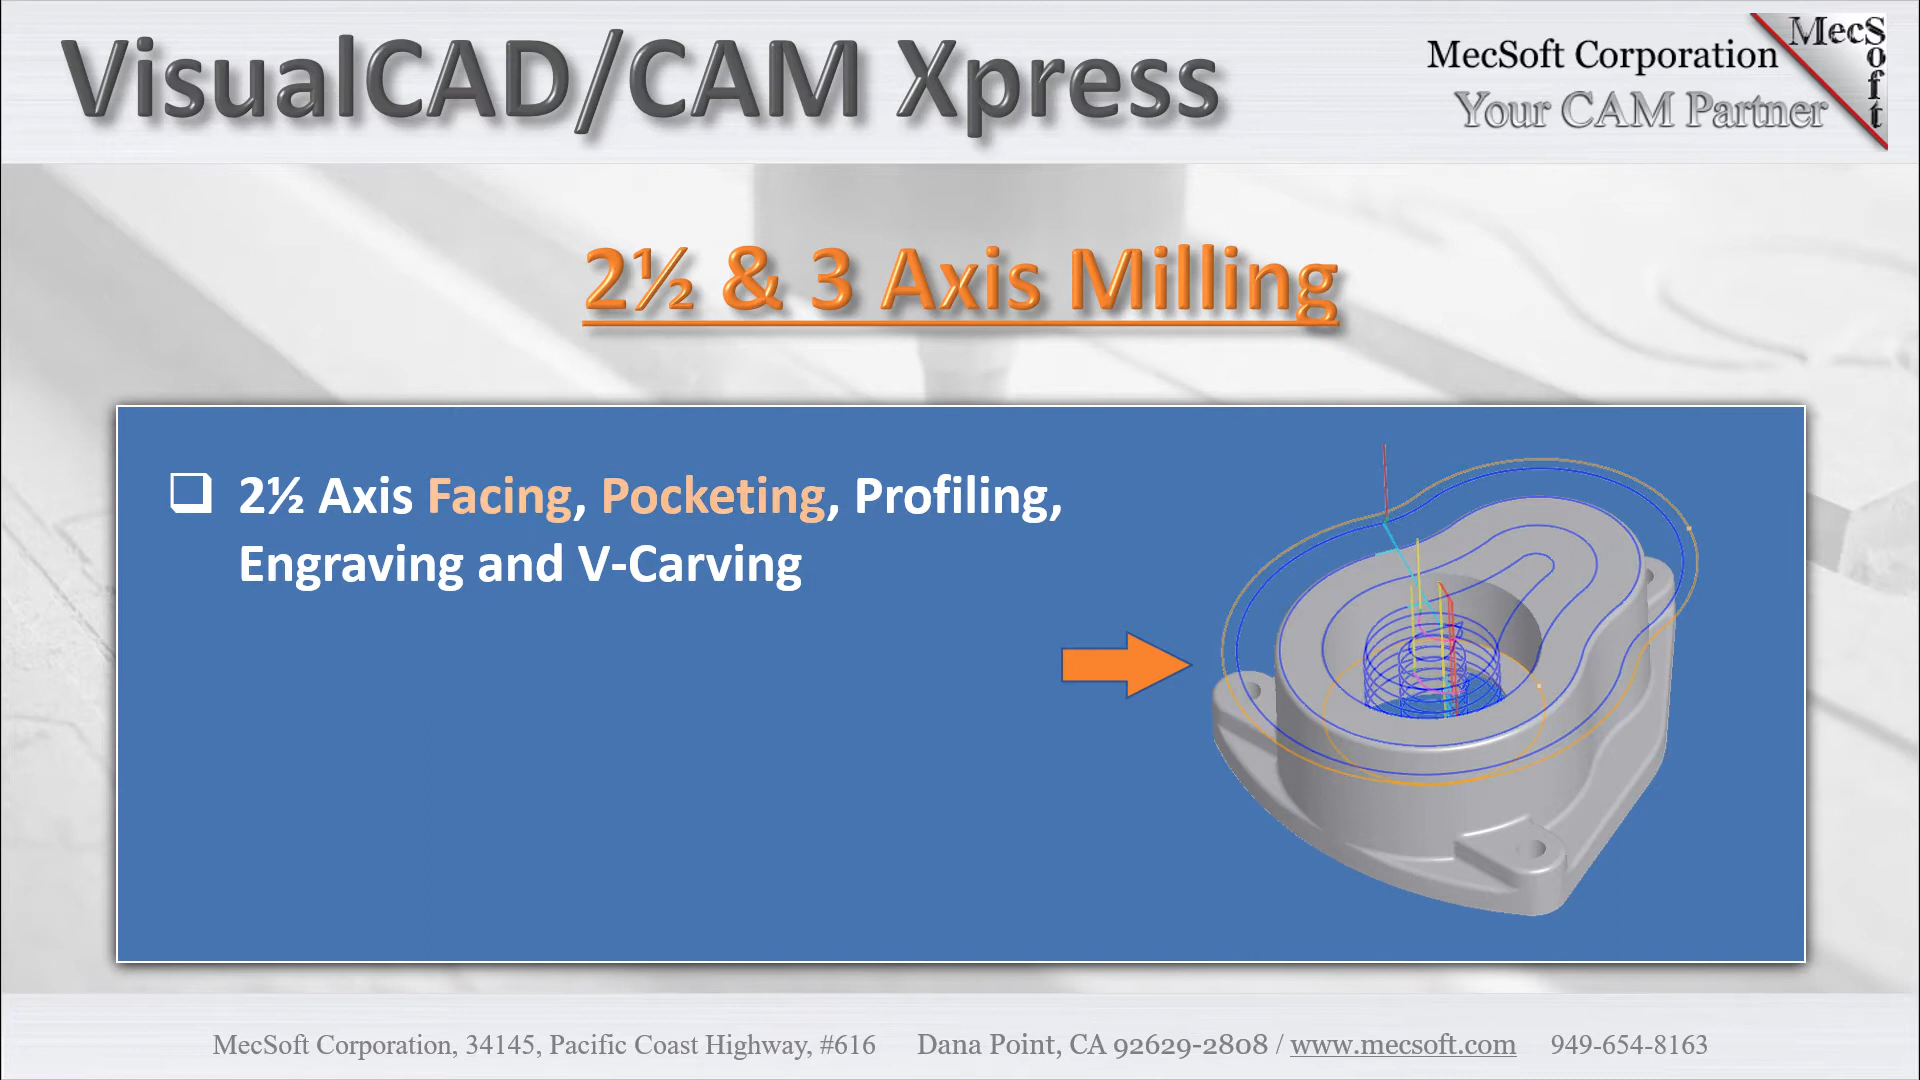 VisualCAD/CAM Xpress
MecSoft Corporation
Your CAM Partner
MecSoft
2½ & 3 Axis Milling
❑ 2½ Axis Facing, Pocketing, Profiling,
Engraving and V-Carving
MecSoft Corporation, 34145, Pacific Coast Highway, #616 Dana Point, CA 92629-2808 / www.mecsoft.com 949-654-8163